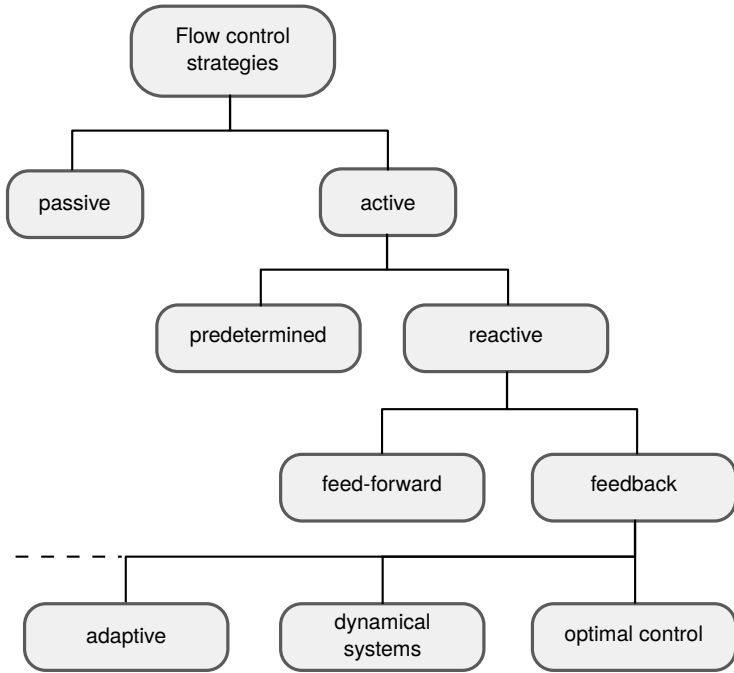 Flow control
strategies
passive
active
predetermined
reactive
feed-forward
feedback
adaptive
dynamical
systems
optimal control